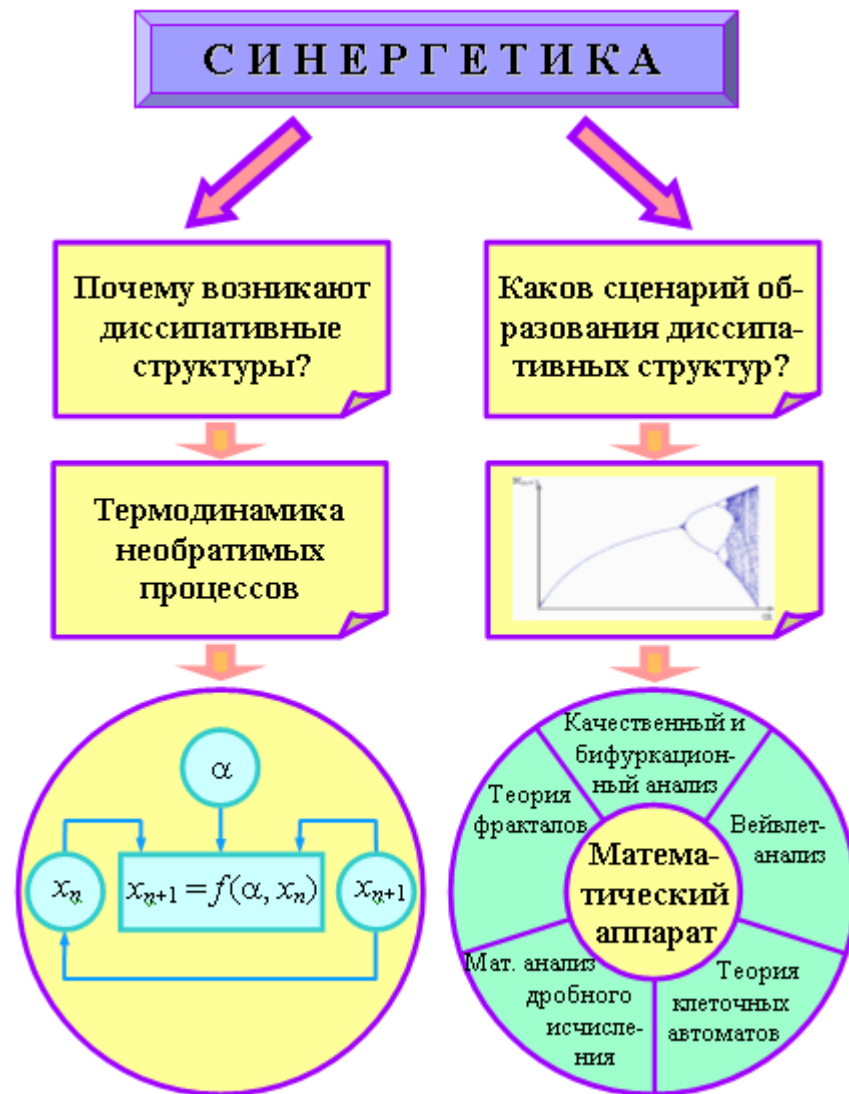 СИНЕРГЕТИКА
Почему возникают
диссипативные
структуры?
Каков сценарий об-
разования диссипа-
тивных структур?
Термодинамика
необратимых
процессов
α
xₙ
xₙ₊₁ = f(α, xₙ)
xₙ₊₁
Качественный и
бифуркацион-
ный анализ
Теория
фракталов
Вейвлет-
анализ
Матема-
тический
аппарат
Мат. анализ
дробного
исчисле-
ния
Теория
клеточных
автоматов